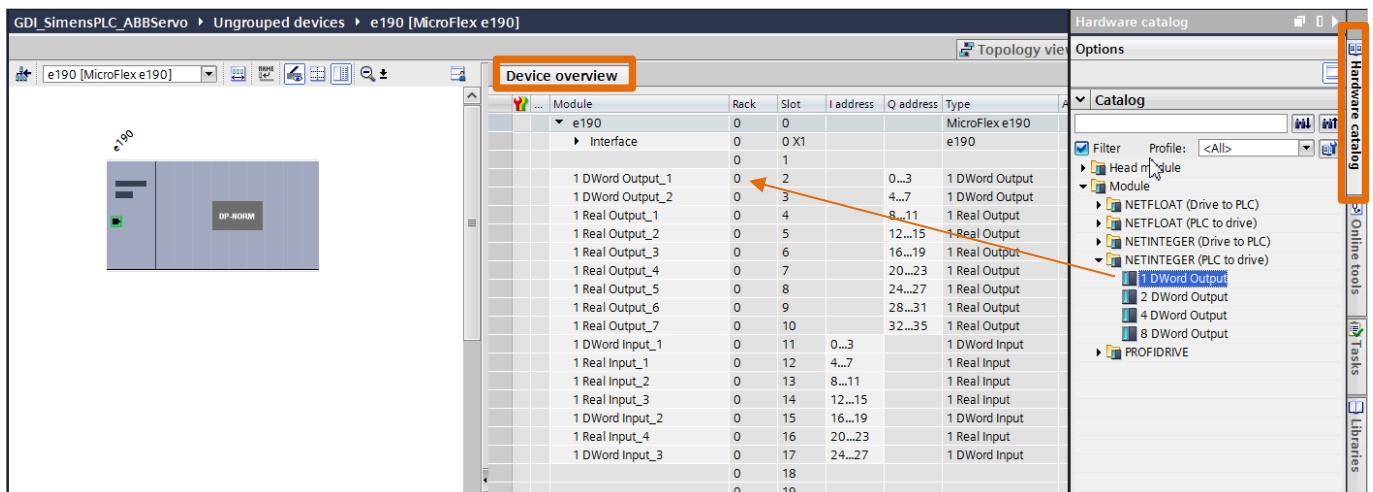 GDI_SimensPLC_ABBServo ▸ Ungrouped devices ▸ e190 [MicroFlex e190]
Hardware catalog
Topology vie
Options
e190 [MicroFlex e190]
NAME
Device overview
Catalog
... Module Rack Slot I address Q address Type A
e190 0 0 MicroFlex e190
Interface 0 0 X1 e190
0 1
1 DWord Output_1 0 2 0...3 1 DWord Output
1 DWord Output_2 0 3 4...7 1 DWord Output
1 Real Output_1 0 4 8...11 1 Real Output
1 Real Output_2 0 5 12...15 1 Real Output
1 Real Output_3 0 6 16...19 1 Real Output
1 Real Output_4 0 7 20...23 1 Real Output
1 Real Output_5 0 8 24...27 1 Real Output
1 Real Output_6 0 9 28...31 1 Real Output
1 Real Output_7 0 10 32...35 1 Real Output
1 DWord Input_1 0 11 0...3 1 DWord Input
1 Real Input_1 0 12 4...7 1 Real Input
1 Real Input_2 0 13 8...11 1 Real Input
1 Real Input_3 0 14 12...15 1 Real Input
1 DWord Input_2 0 15 16...19 1 DWord Input
1 Real Input_4 0 16 20...23 1 Real Input
1 DWord Input_3 0 17 24...27 1 DWord Input
0 18
0 19
e190
DP-NORM
Filter Profile: <All>
Head module
Module
NETFLOAT (Drive to PLC)
NETFLOAT (PLC to drive)
NETINTEGER (Drive to PLC)
NETINTEGER (PLC to drive)
1 DWord Output
2 DWord Output
4 DWord Output
8 DWord Output
PROFIDRIVE
Hardware catalog
Online tools
Tasks
Libraries